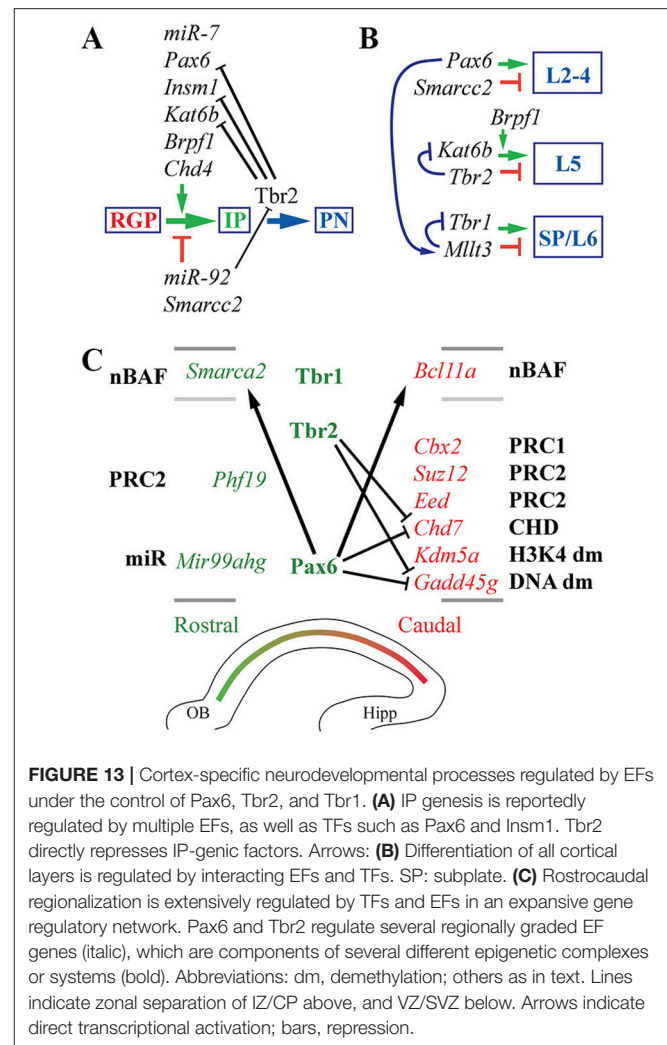 A
miR-7
Pax6
Insm1
Kat6b
Brpf1
Chd4
Tbr2
RGP
IP
PN
miR-92
Smarcc2
B
Pax6
Smarcc2
L2-4
Brpf1
Kat6b
Tbr2
L5
Tbr1
Mllt3
SP/L6
C
nBAF
Smarca2
Tbr1
Bcl11a
nBAF
Tbr2
Cbx2
PRC1
PRC2
Phf19
Suz12
PRC2
Eed
PRC2
Chd7
CHD
miR
Mir99ahg
Pax6
Kdm5a
H3K4 dm
Gadd45g
DNA dm
Rostral
Caudal
OB
Hipp
FIGURE 13 | Cortex-specific neurodevelopmental processes regulated by EFs
under the control of Pax6, Tbr2, and Tbr1. (A) IP genesis is reportedly
regulated by multiple EFs, as well as TFs such as Pax6 and Insm1. Tbr2
directly represses IP-genic factors. Arrows: (B) Differentiation of all cortical
layers is regulated by interacting EFs and TFs. SP: subplate. (C) Rostrocaudal
regionalization is extensively regulated by TFs and EFs in an expansive gene
regulatory network. Pax6 and Tbr2 regulate several regionally graded EF
genes (italic), which are components of several different epigenetic complexes
or systems (bold). Abbreviations: dm, demethylation; others as in text. Lines
indicate zonal separation of IZ/CP above, and VZ/SVZ below. Arrows indicate
direct transcriptional activation; bars, repression.